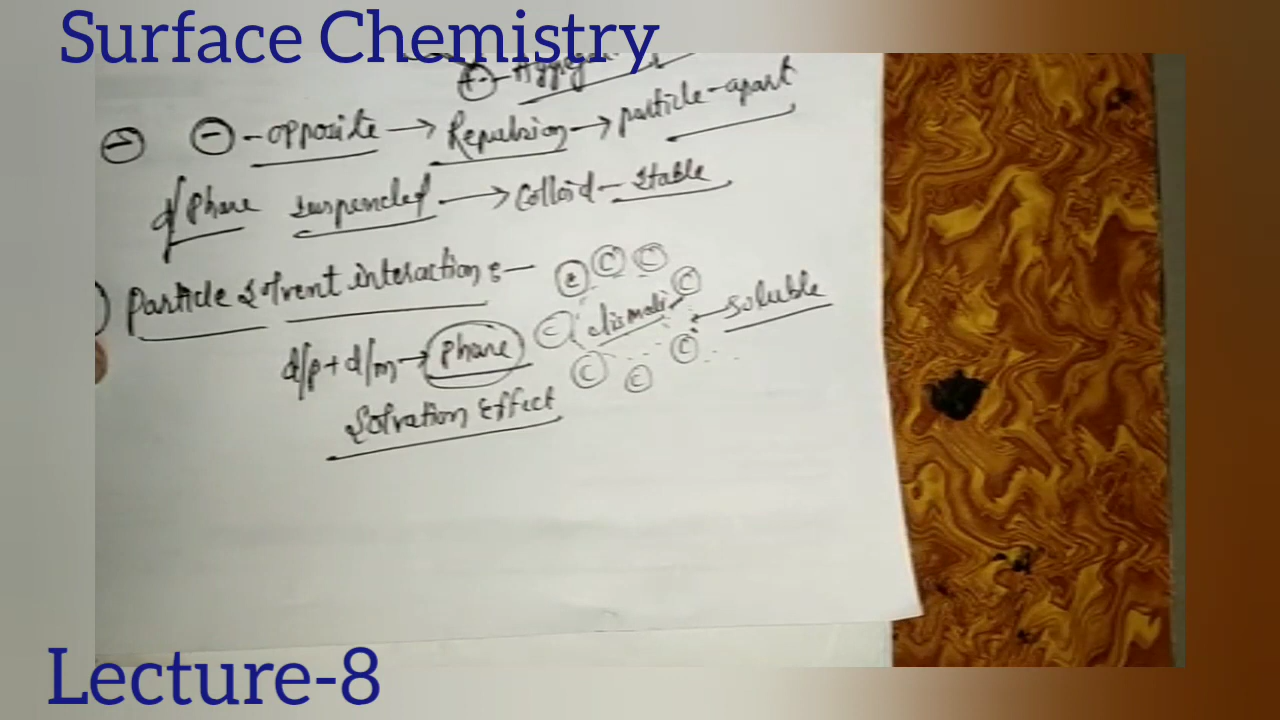 Surface Chemistry
⊖ ⊖ - opposite → Repulsion → particle - apart
d/phase suspended → Colloid - stable
) Particle solvent interaction :-
d/p + d/m → phase
C C C C C C C C
soluble
Solvation Effect
Lecture-8